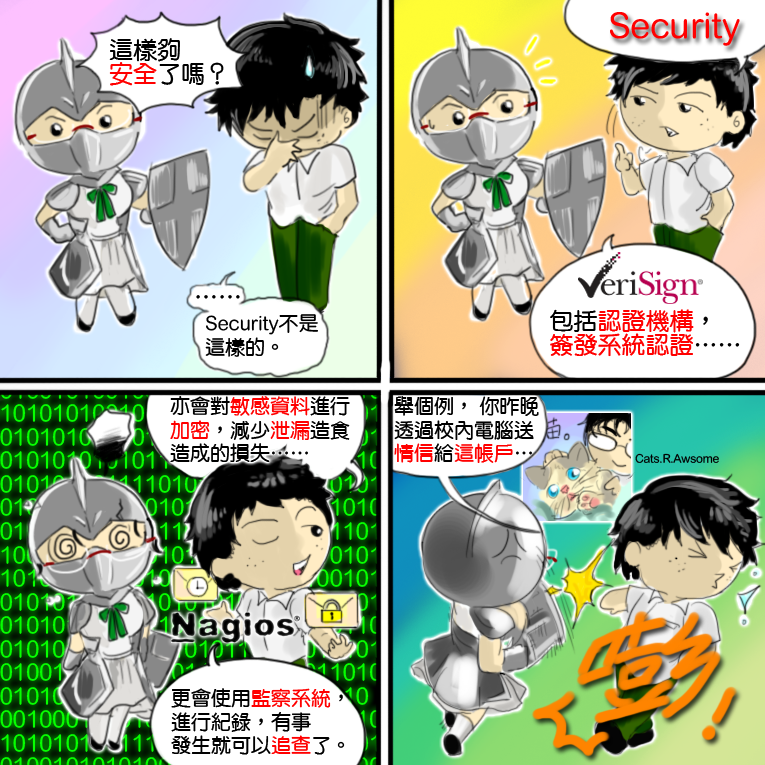 這樣夠
安全了嗎？
……
Security不是
這樣的。
Security
VeriSign®
包括認證機構，
簽發系統認證……
亦會對敏感資料進行
加密，減少泄漏造食
造成的損失……
Nagios®
更會使用監察系統，
進行紀錄，有事
發生就可以追查了。
舉個例， 你昨晚
透過校內電腦送
情信給這帳戶…
喵。
Cats.R.Awsome
嘭！